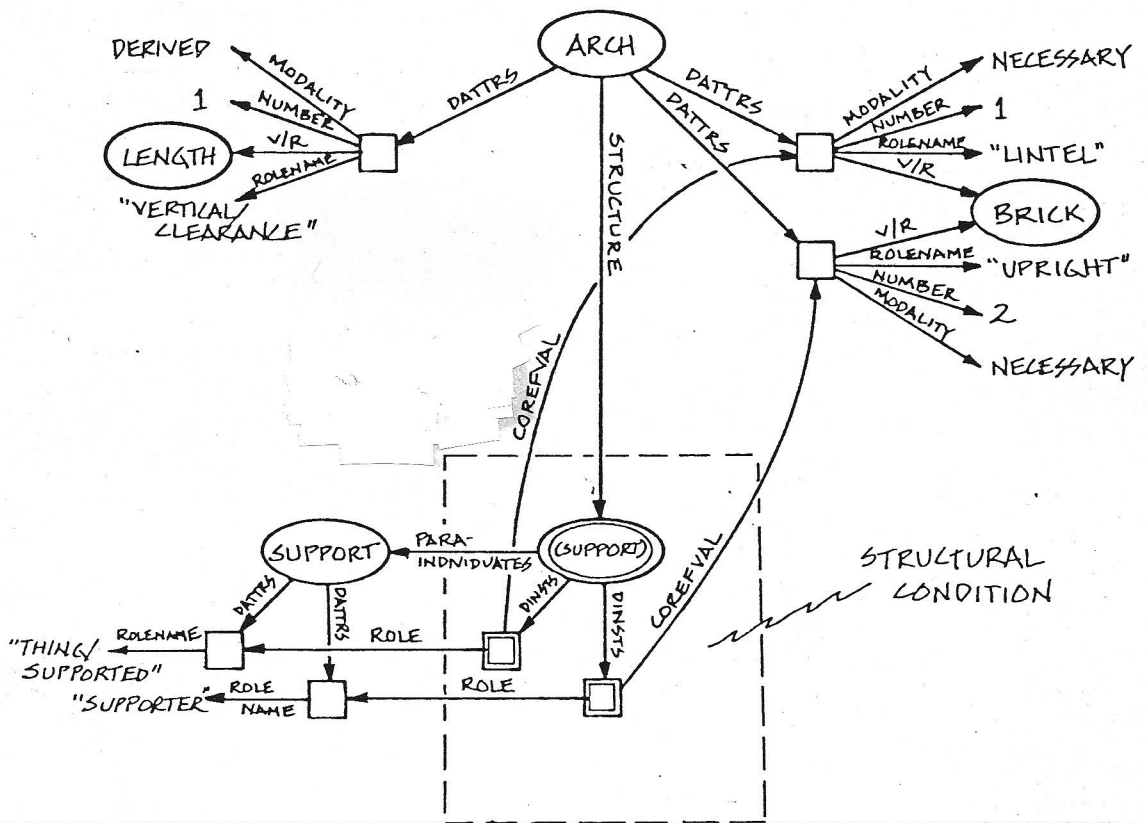 ARCH
DERIVED
MODALITY
1
NUMBER
LENGTH
V/R
ROLENAME
"VERTICAL/
CLEARANCE"
DATTRS
STRUCTURE
DATTRS
DATTRS
MODALITY
NECESSARY
NUMBER
1
ROLENAME
"LINTEL"
V/R
BRICK
V/R
ROLENAME
"UPRIGHT"
NUMBER
2
MODALITY
NECESSARY
COREFVAL
COREFVAL
SUPPORT
PARA-
INDIVIDUATES
(SUPPORT)
DATTRS
DATTRS
DINSTS
DINSTS
STRUCTURAL
CONDITION
"THING/
SUPPORTED"
ROLENAME
ROLE
"SUPPORTER"
ROLE
NAME
ROLE